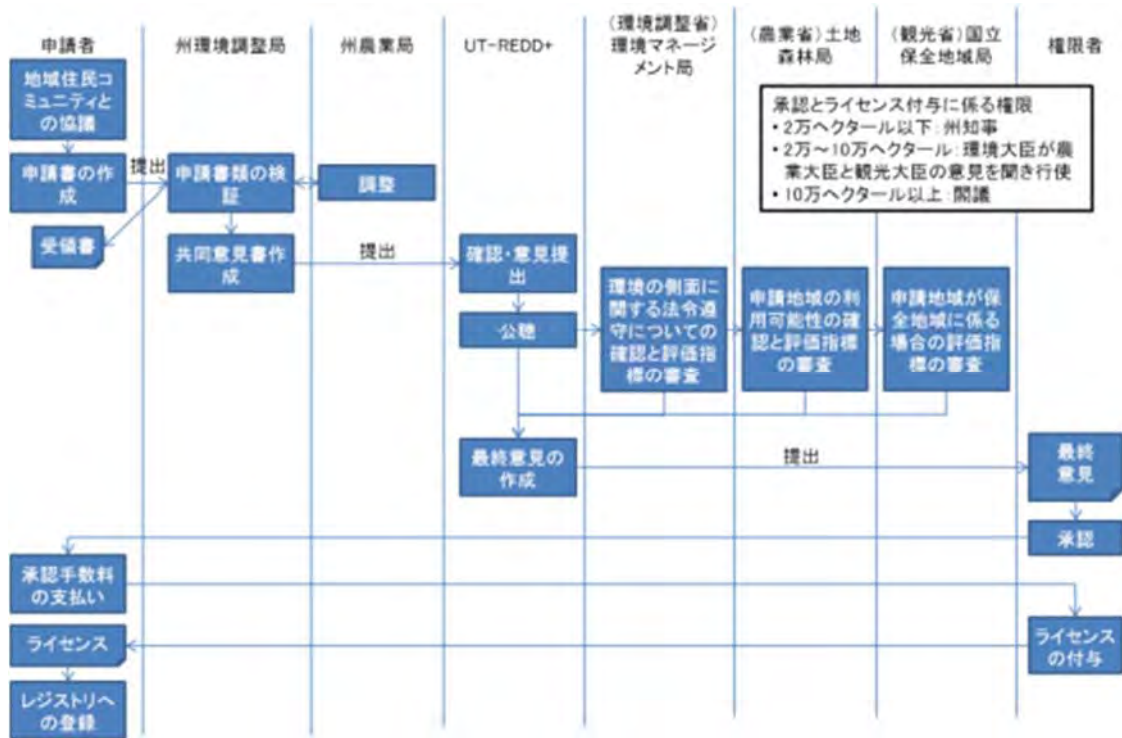 申請者
州環境調整局
州農業局
UT-REDD+
(環境調整省)
環境マネージ
メント局
(農業省)土地
森林局
(観光省)国立
保全地域局
権限者
地域住民コ
ミュニティと
の協議
承認とライセンス付与に係る権限
・2万ヘクタール以下:州知事
・2万~10万ヘクタール:環境大臣が農
業大臣と観光大臣の意見を聞き行使
・10万ヘクタール以上:閣議
申請書の作
成
提出
申請書類の検
証
調整
受領書
共同意見書作
成
提出
確認・意見提
出
公聴
環境の側面に
関する法令遵
守についての
確認と評価指
標の審査
申請地域の利
用可能性の確
認と評価指標
の審査
申請地域が保
全地域に係る
場合の評価指
標の審査
最終意見の
作成
提出
最終
意見
承認
承認手数料
の支払い
ライセンス
ライセンス
の付与
レジストリへ
の登録